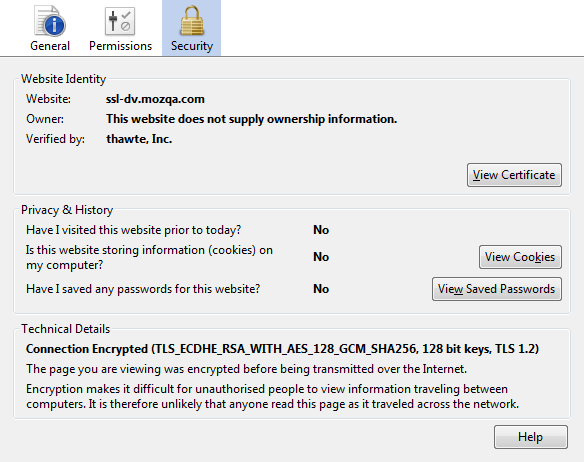 General Permissions Security
Website Identity
Website: ssl-dv.mozqa.com
Owner: This website does not supply ownership information.
Verified by: thawte, Inc.
View Certificate
Privacy & History
Have I visited this website prior to today? No
Is this website storing information (cookies) on
my computer? No View Cookies
Have I saved any passwords for this website? No View Saved Passwords
Technical Details
Connection Encrypted (TLS_ECDHE_RSA_WITH_AES_128_GCM_SHA256, 128 bit keys, TLS 1.2)
The page you are viewing was encrypted before being transmitted over the Internet.
Encryption makes it difficult for unauthorised people to view information traveling between
computers. It is therefore unlikely that anyone read this page as it traveled across the network.
Help